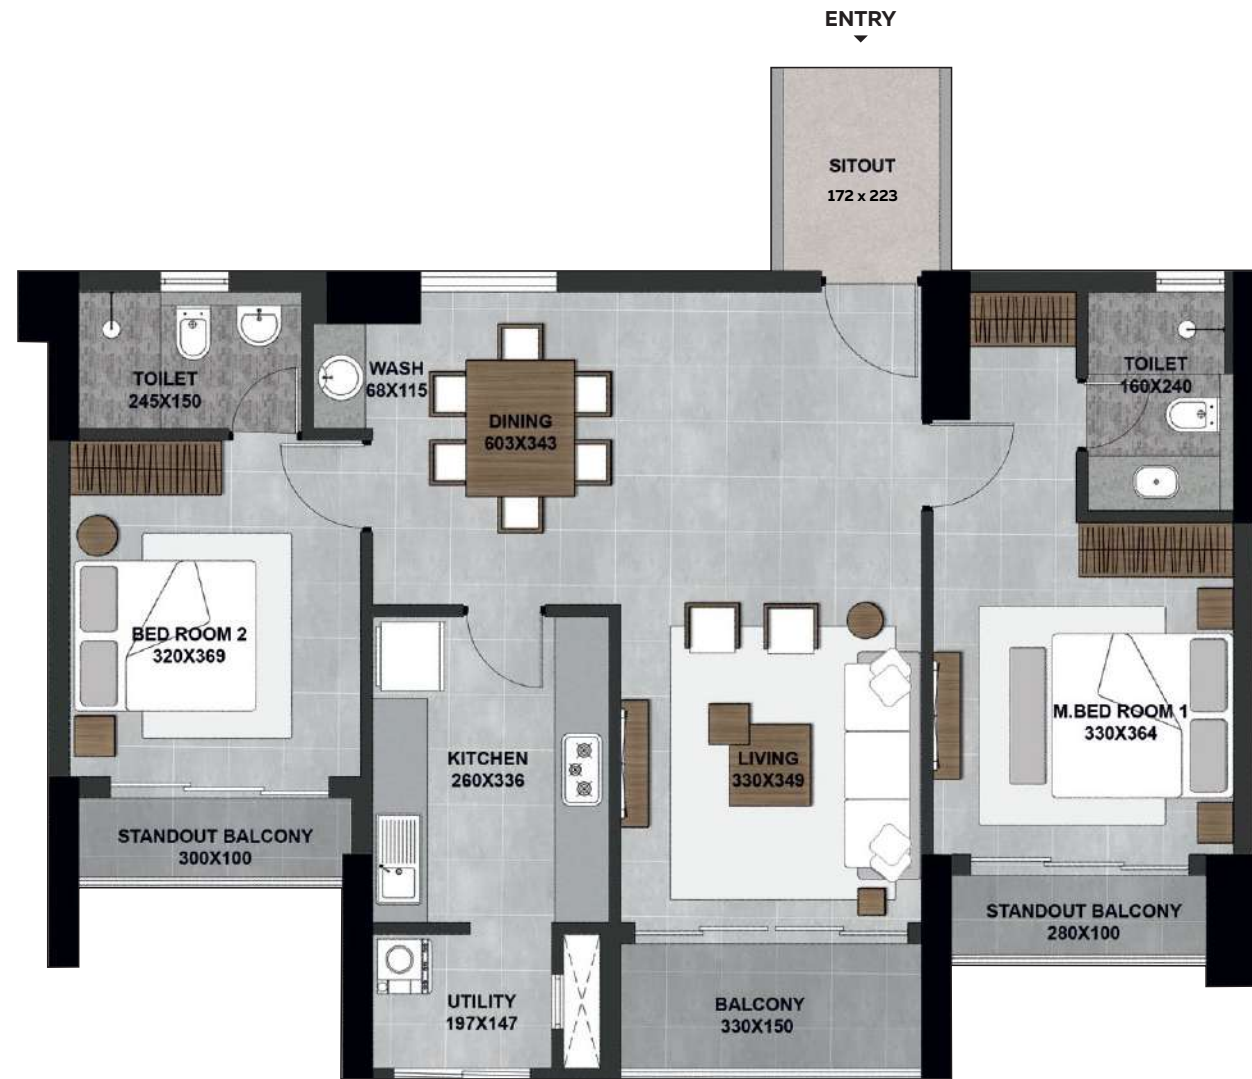 ENTRY
SITOUT
172 x 223
TOILET
245X150
WASH
68X115
DINING
603X343
TOILET
160X240
BED ROOM 2
320X369
M.BED ROOM 1
330X364
KITCHEN
260X336
LIVING
330X349
STANDOUT BALCONY
300X100
STANDOUT BALCONY
280X100
UTILITY
197X147
BALCONY
330X150